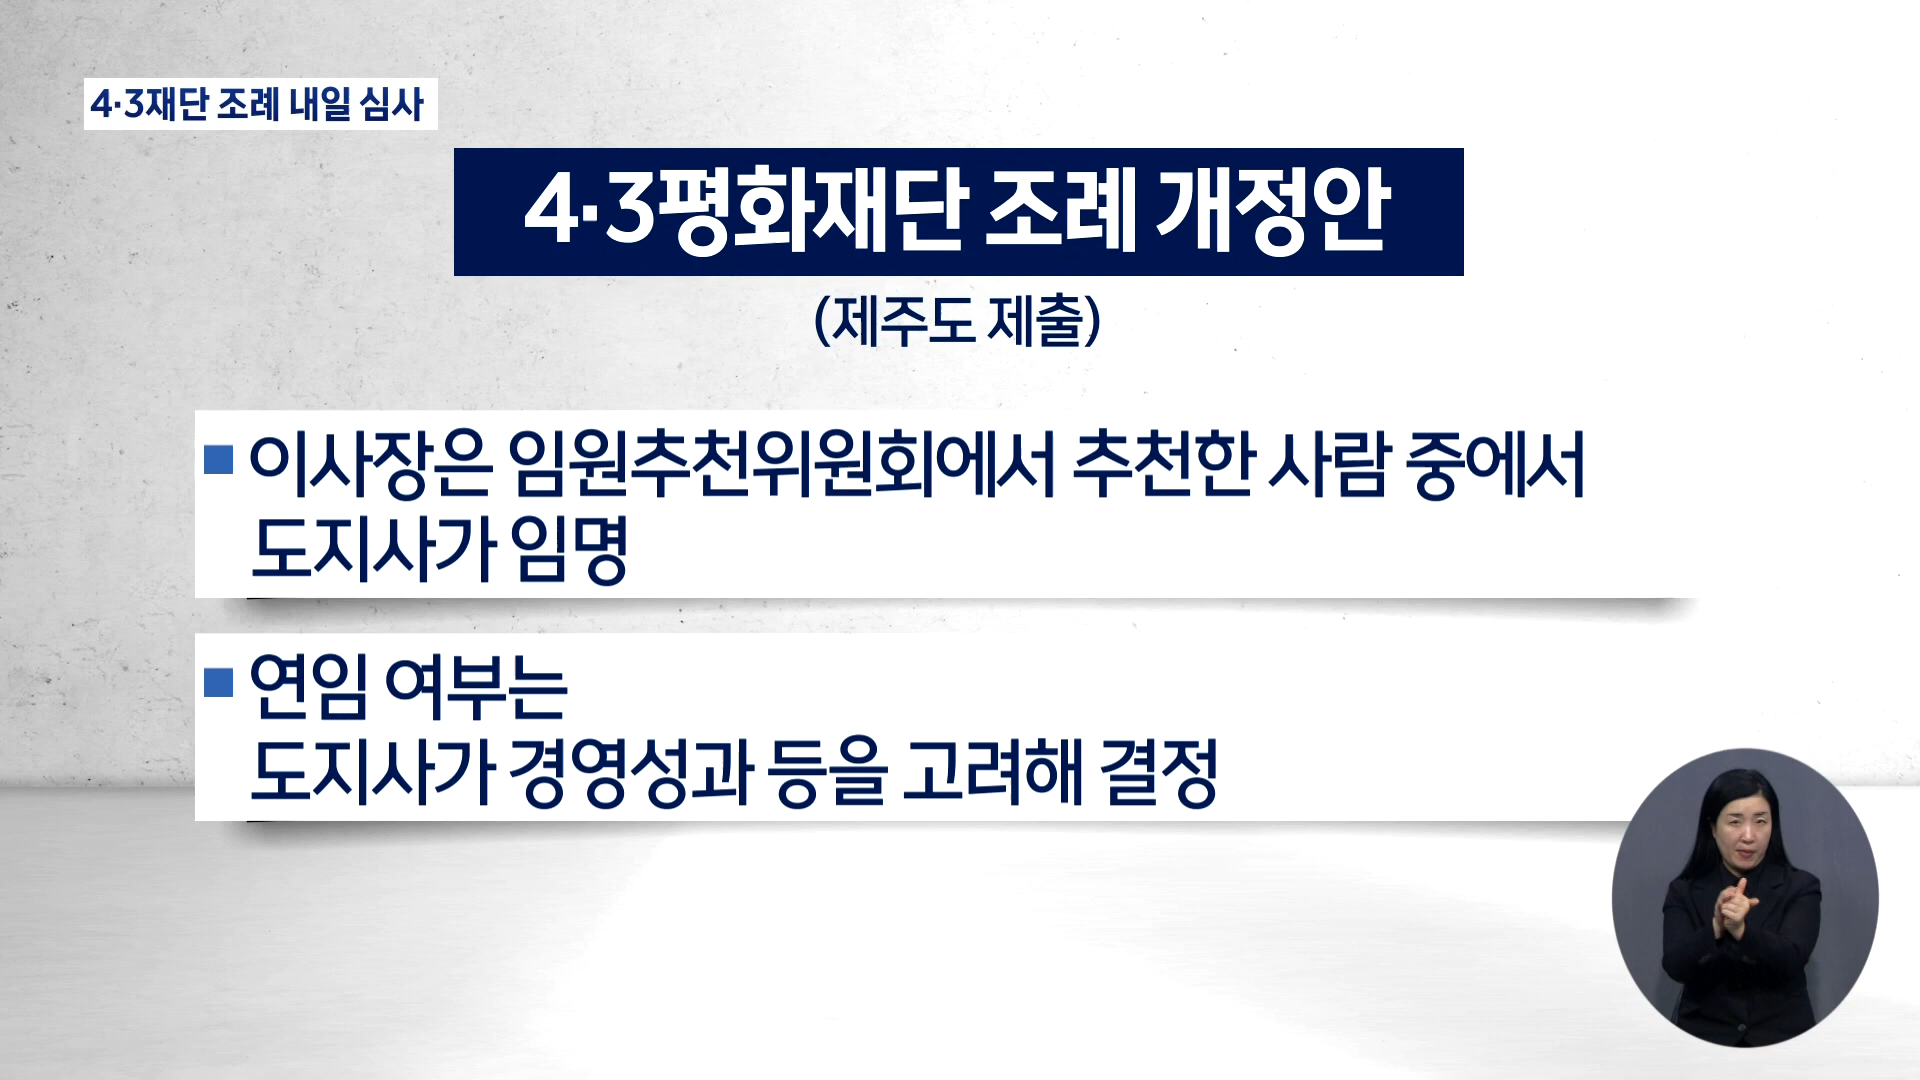 4·3재단 조례 내일 심사
4·3평화재단 조례 개정안
(제주도 제출)
이사장은 임원추천위원회에서 추천한 사람 중에서
도지사가 임명
연임 여부는
도지사가 경영성과 등을 고려해 결정